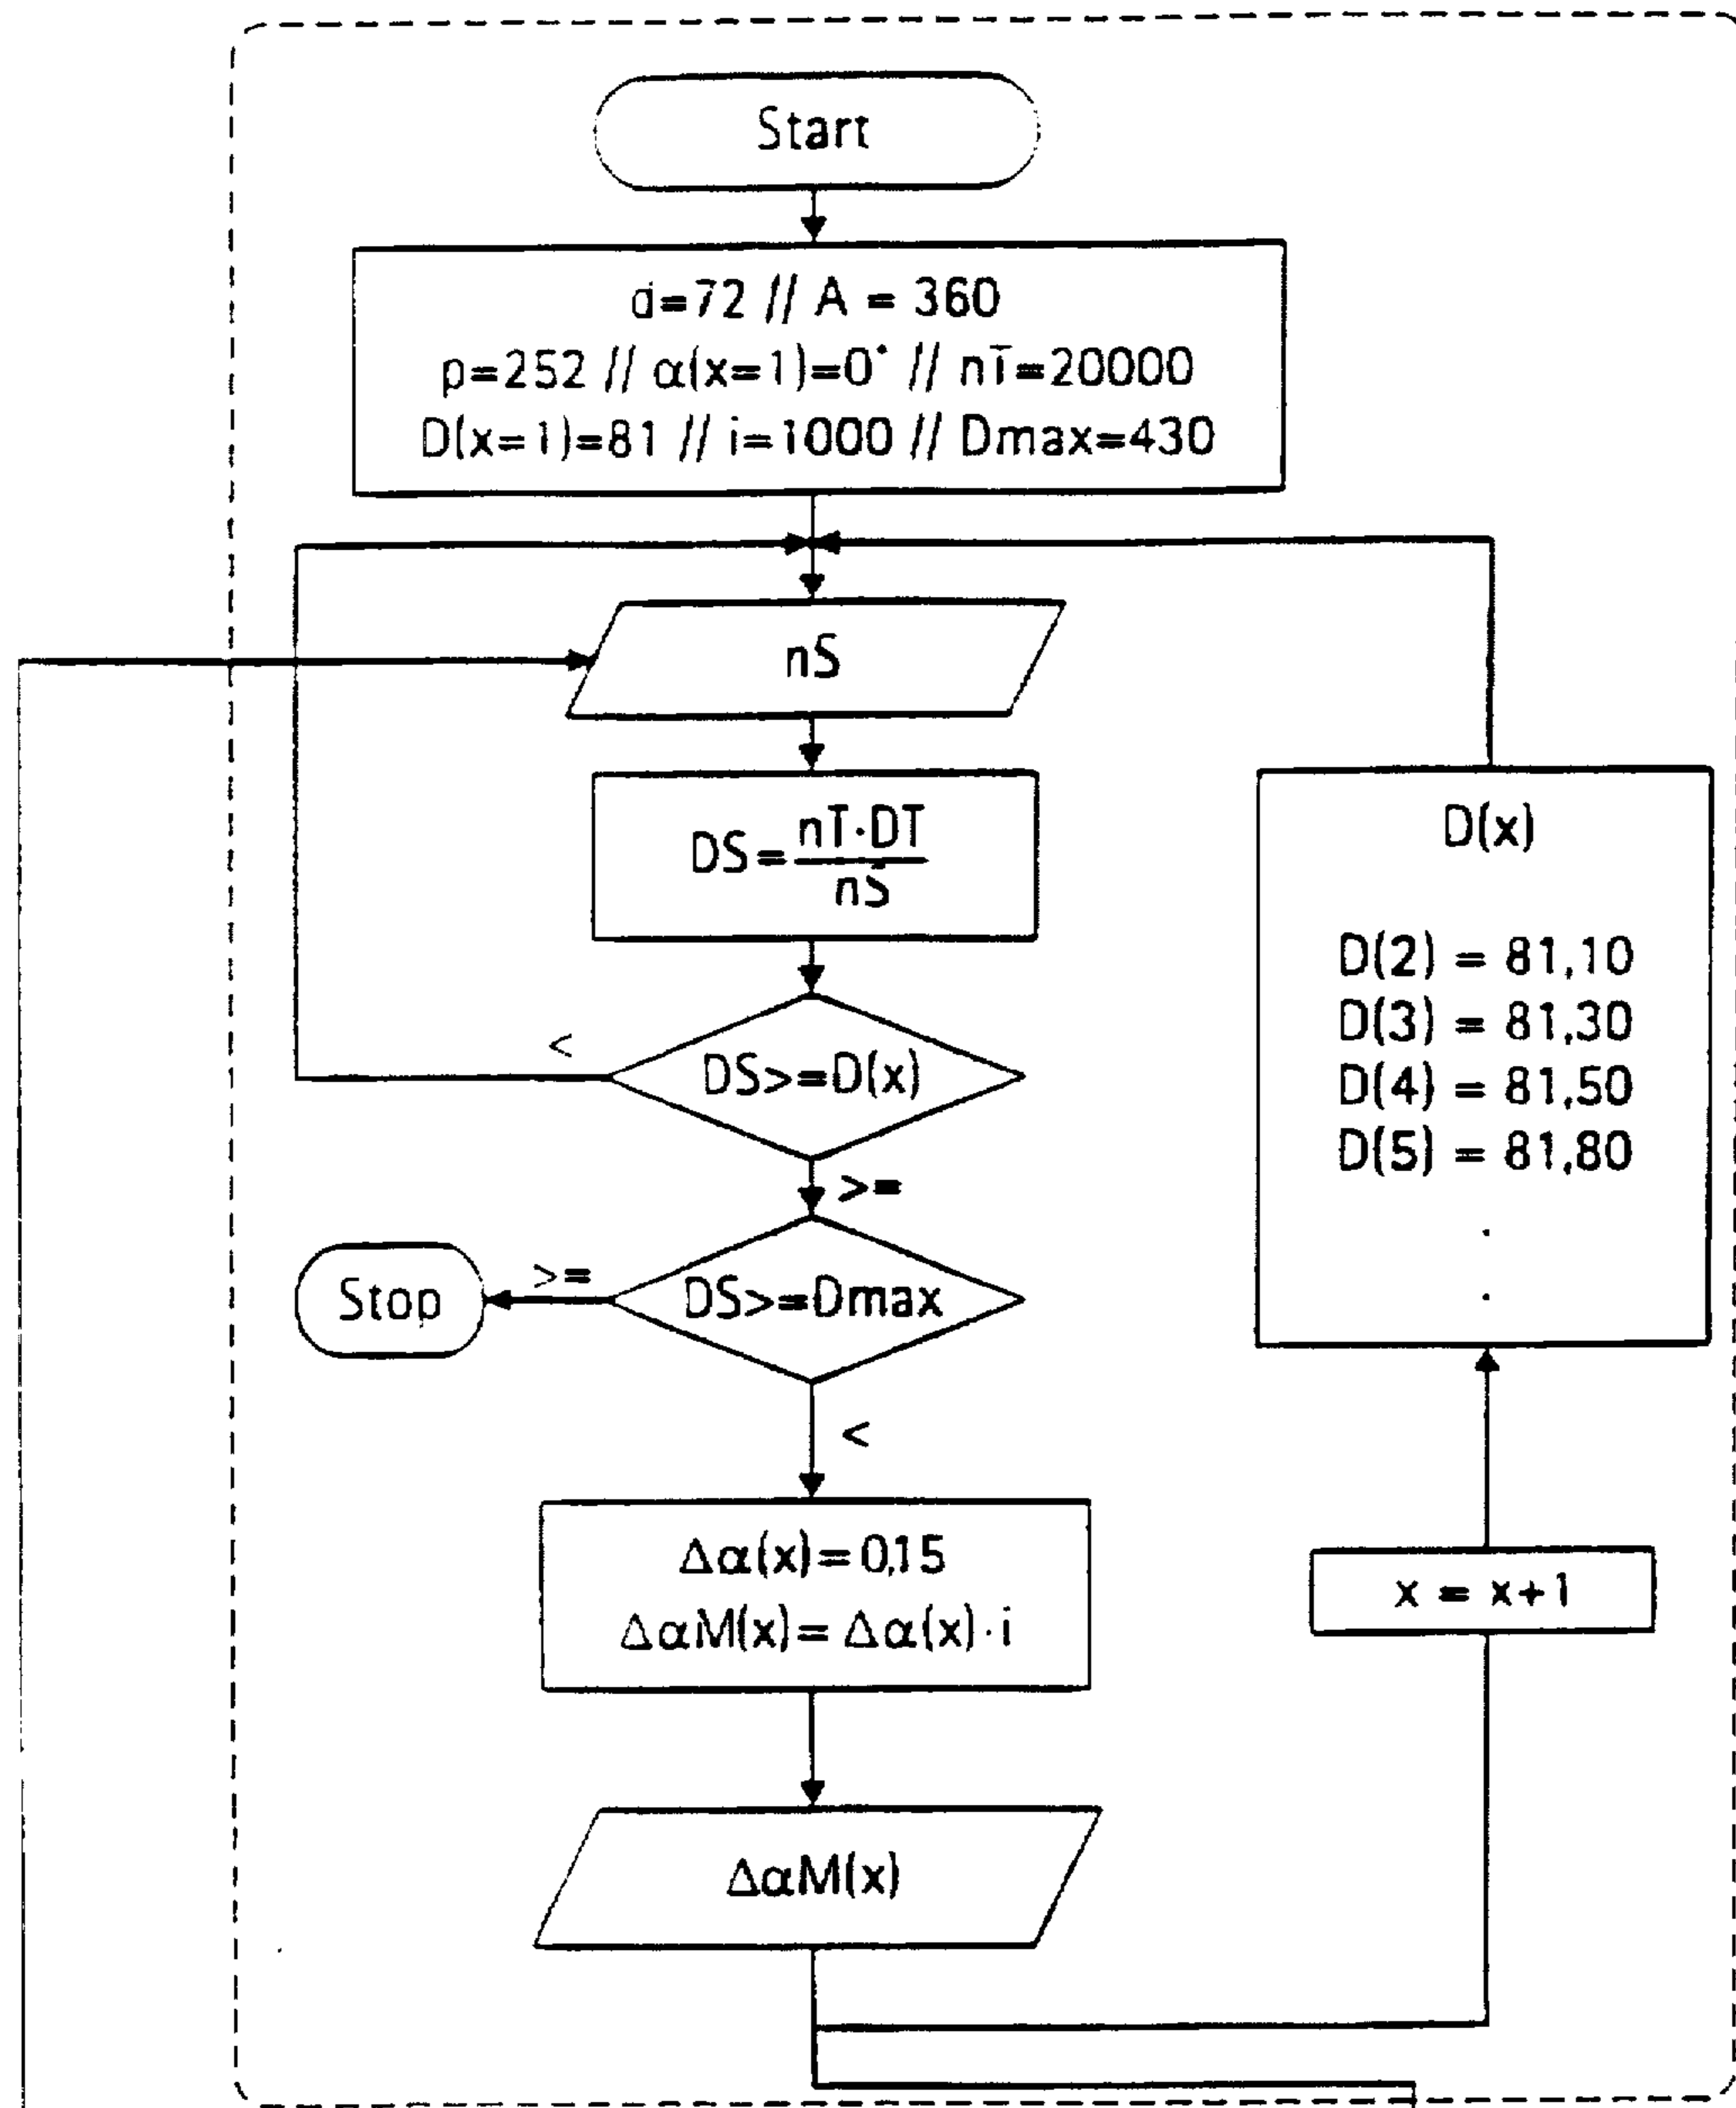 Start
d=72 // A = 360
p=252 // α(x=1)=0° // nT=20000
D(x=1)=81 // i=1000 // Dmax=430
nS
DS=nT·DT
nS
DS>=D(x)
<
>=
DS>=Dmax
>=
Stop
<
Δα(x)=0,15
ΔαM(x)= Δα(x)·i
ΔαM(x)
D(x)
D(2) = 81,10
D(3) = 81,30
D(4) = 81,50
D(5) = 81,80
.
.
x = x+1